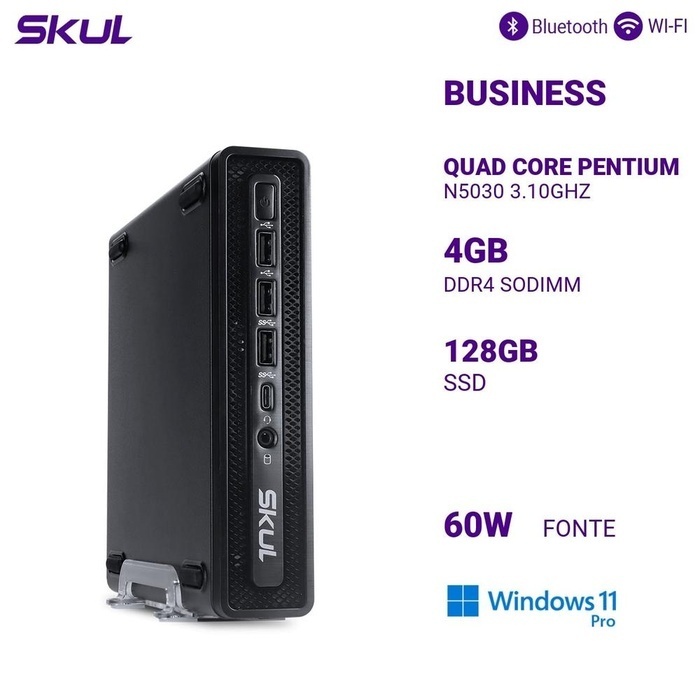 SKUL
Bluetooth WI-FI
BUSINESS
QUAD CORE PENTIUM
N5030 3.10GHZ
4GB
DDR4 SODIMM
128GB
SSD
SKUL
60W FONTE
Windows 11
Pro